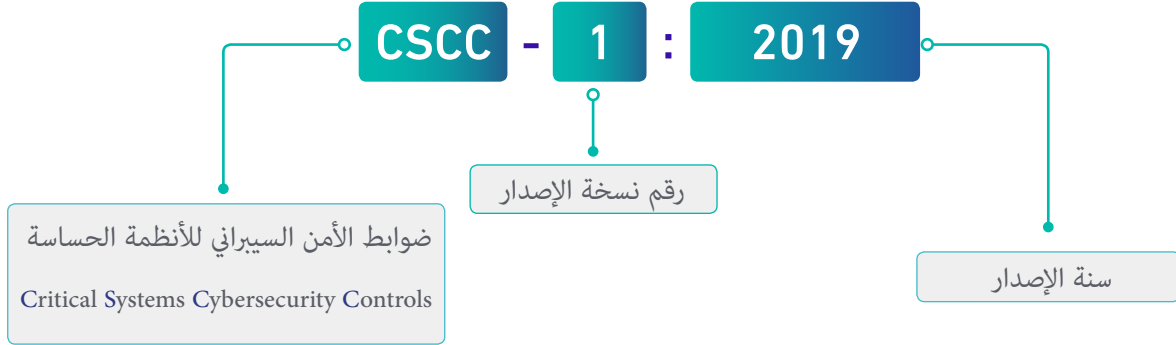 CSCC - 1 : 2019
رقم نسخة الإصدار
ضوابط الأمن السيبراني للأنظمة الحساسة
Critical Systems Cybersecurity Controls
سنة الإصدار